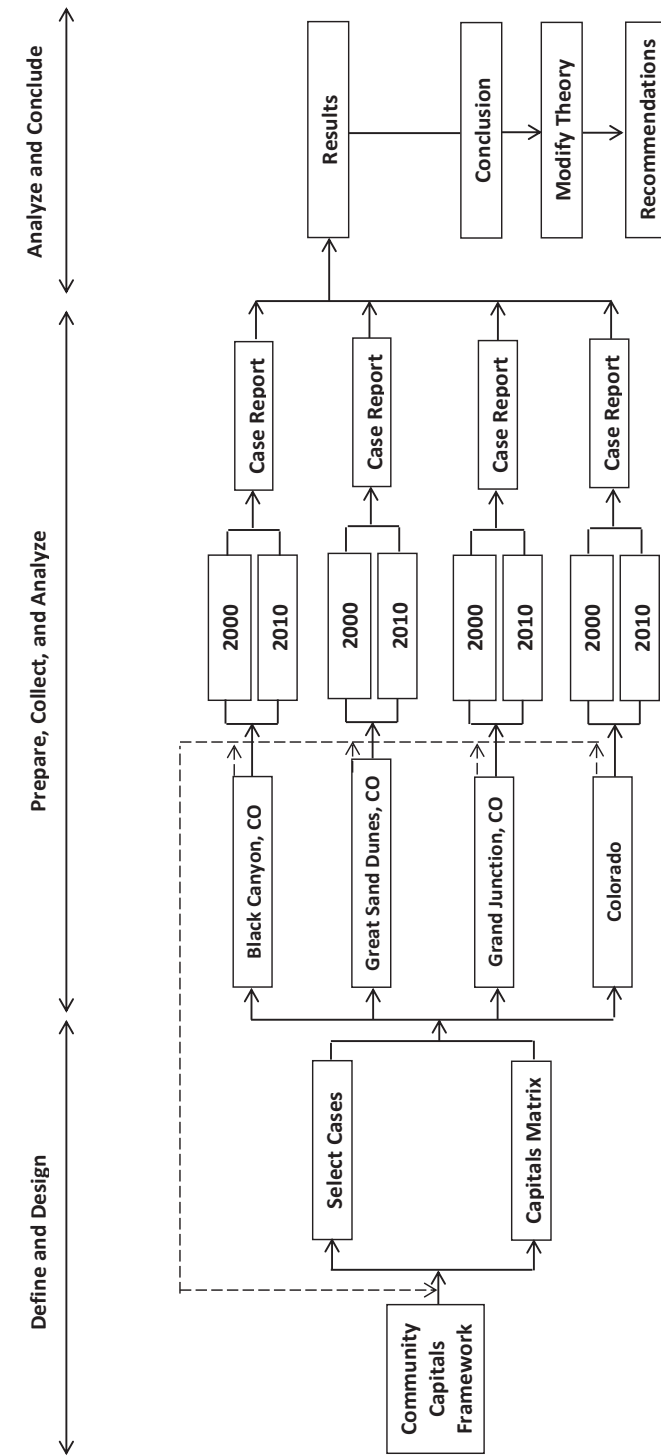 Define and Design
Prepare, Collect, and Analyze
Analyze and Conclude
Community
Capitals
Framework
Select Cases
Capitals Matrix
Black Canyon, CO
2000
2010
Case Report
Great Sand Dunes, CO
2000
2010
Case Report
Grand Junction, CO
2000
2010
Case Report
Colorado
2000
2010
Case Report
Results
Conclusion
Modify Theory
Recommendations